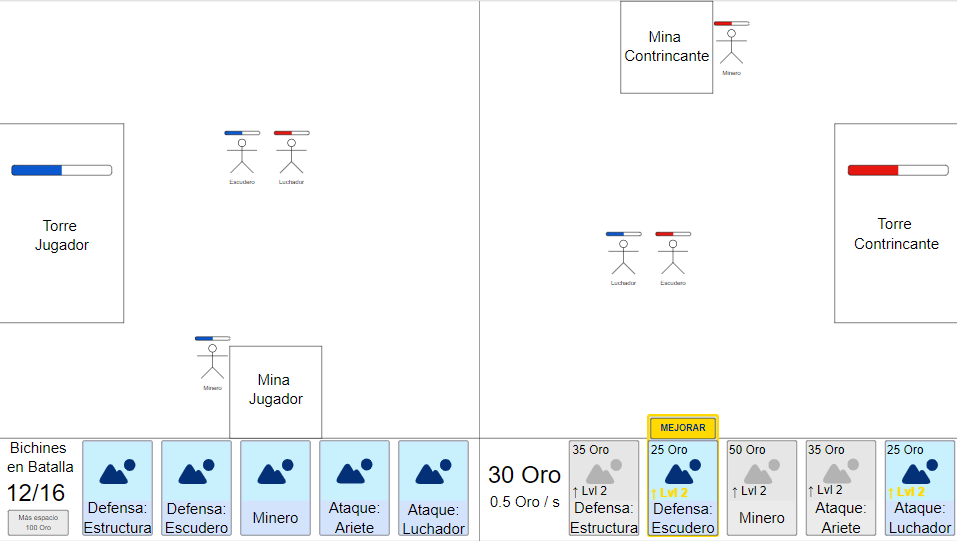 Mina
Contrincante
Minero
Escudero
Luchador
Torre
Jugador
Torre
Contrincante
Luchador
Escudero
Minero
Mina
Jugador
MEJORAR
Bichines
en Batalla
12/16
Más espacio
100 Oro
Defensa:
Estructura
Defensa:
Escudero
Minero
Ataque:
Ariete
Ataque:
Luchador
30 Oro
0.5 Oro / s
35 Oro
↑ Lvl 2
Defensa:
Estructura
25 Oro
↑ Lvl 2
Defensa:
Escudero
50 Oro
↑ Lvl 2
Minero
35 Oro
↑ Lvl 2
Ataque:
Ariete
25 Oro
↑ Lvl 2
Ataque:
Luchador